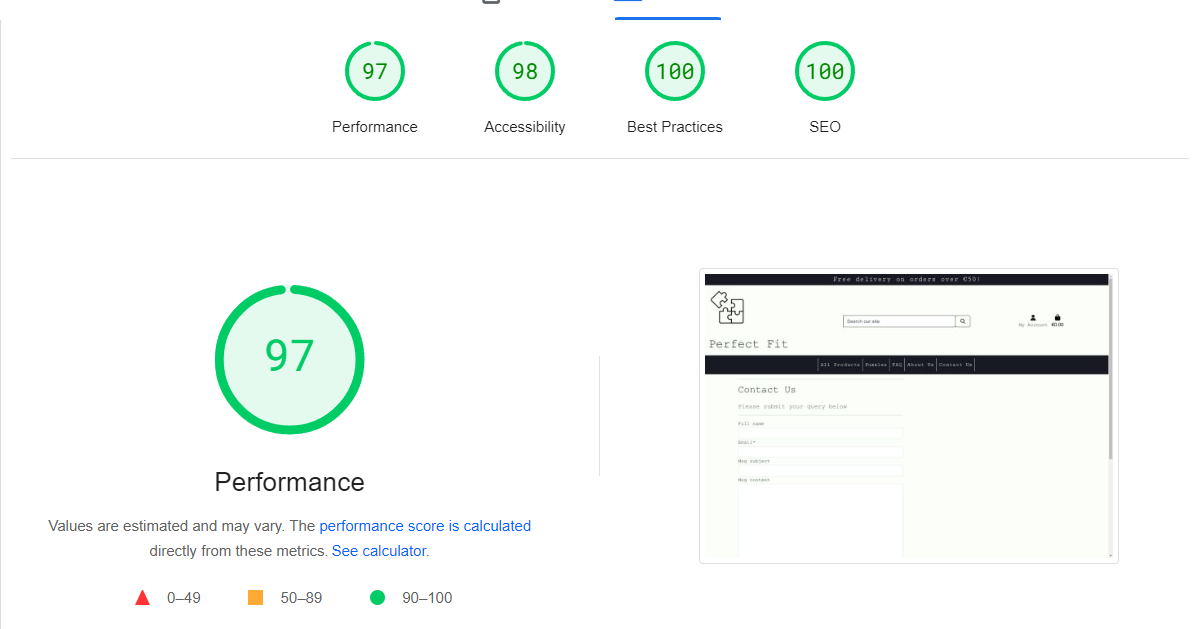 97
98
100
100
Performance
Accessibility
Best Practices
SEO
97
Performance
Values are estimated and may vary. The performance score is calculated
directly from these metrics. See calculator.
0–49
50–89
90–100
Free delivery on orders over €50!
Search our site
My Account
€0.00
Perfect Fit
All Products
Puzzles
FAQ
About Us
Contact Us
Contact Us
Please submit your query below
Full name
Email*
Msg subject
Msg content